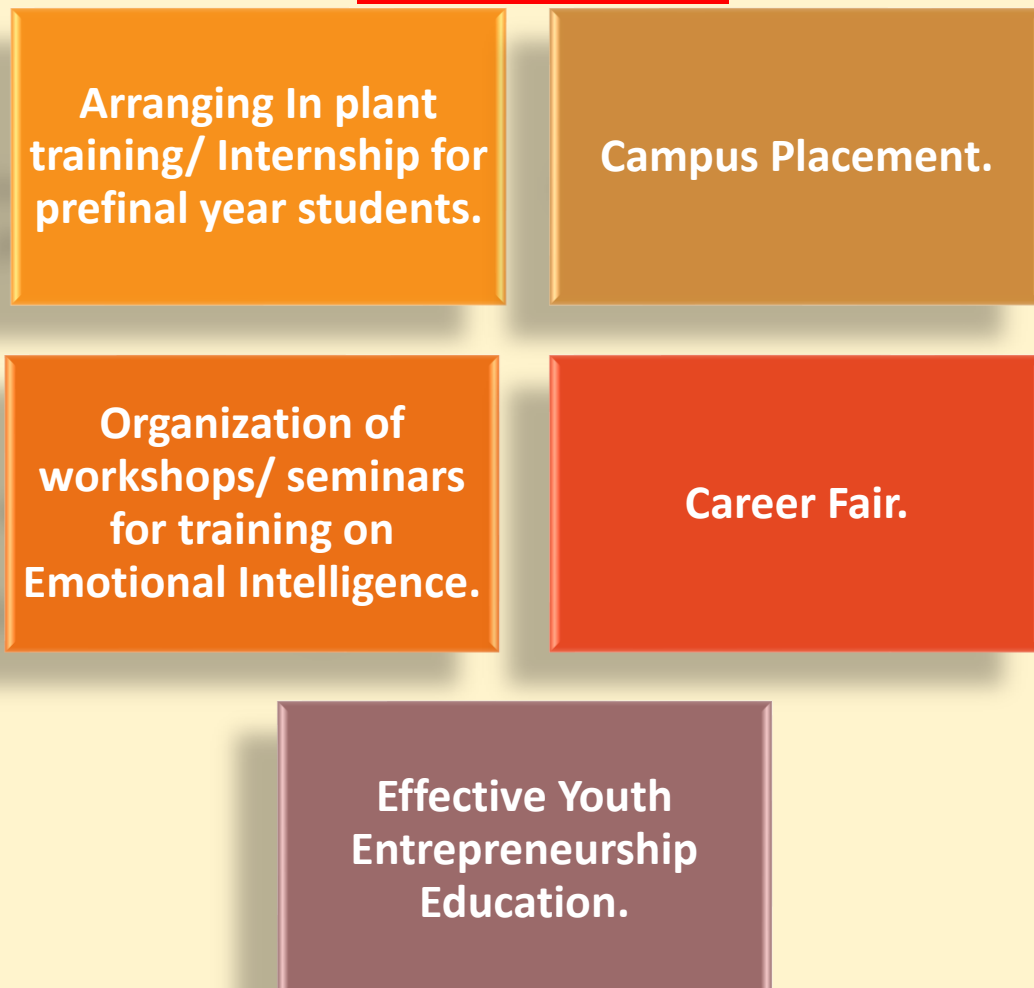 Arranging In plant
training/ Internship for
prefinal year students.
Campus Placement.
Organization of
workshops/ seminars
for training on
Emotional Intelligence.
Career Fair.
Effective Youth
Entrepreneurship
Education.